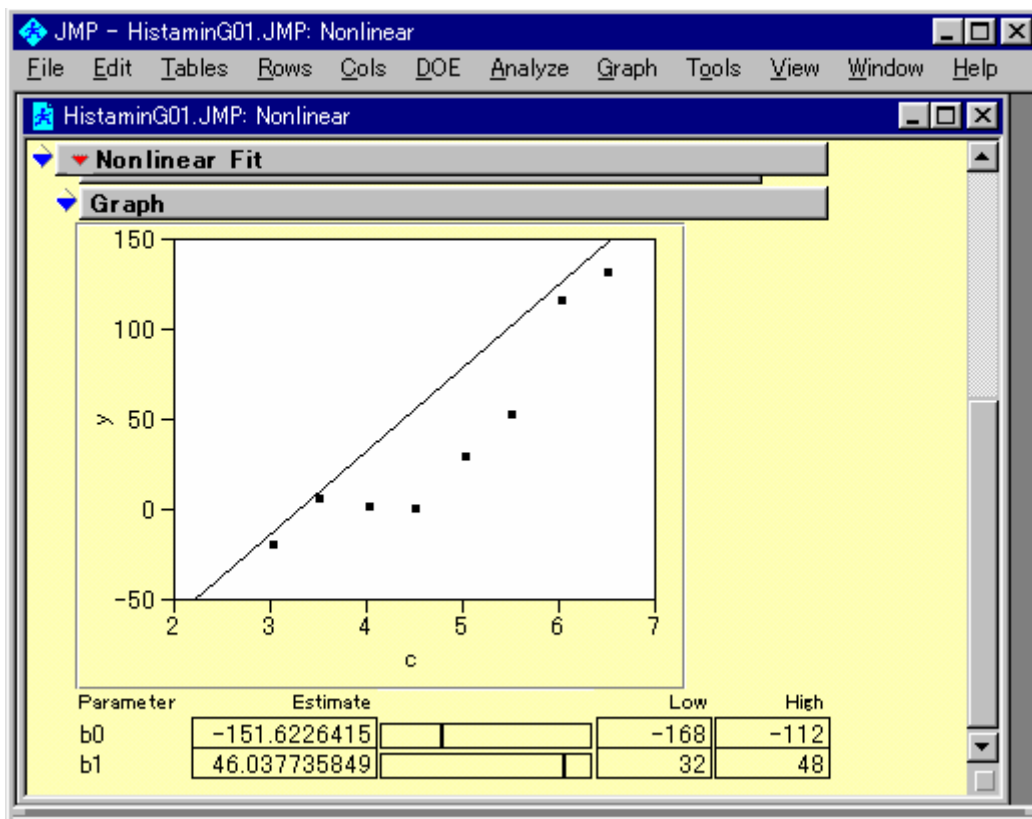 JMP - HistaminG01.JMP: Nonlinear
File Edit Tables Rows Cols DOE Analyze Graph Tools View Window Help
HistaminG01.JMP: Nonlinear
Nonlinear Fit
Graph
150
100
50
0
-50
y
2 3 4 5 6 7
c
Parameter Estimate Low High
b0 -151.6226415 -168 -112
b1 46.037735849 32 48